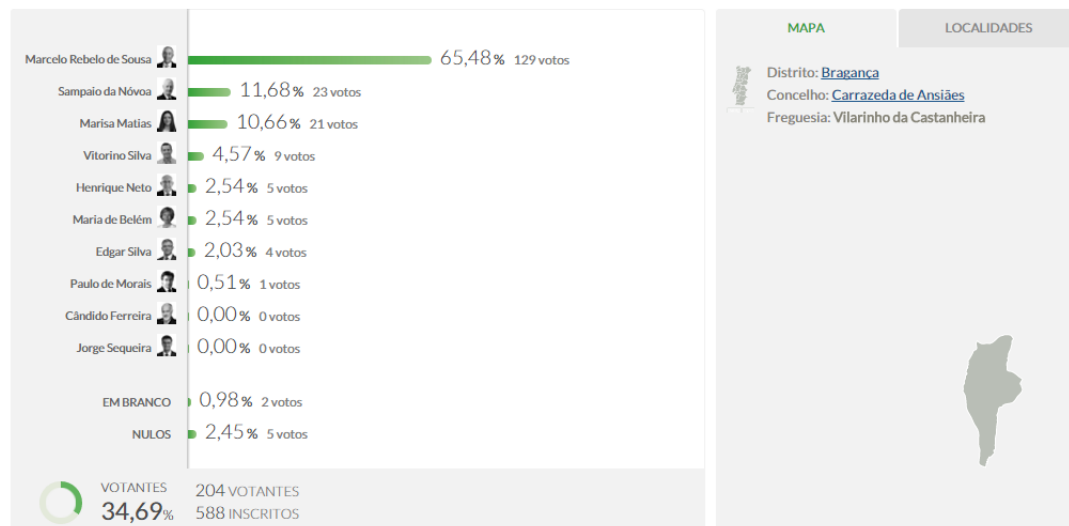 Marcelo Rebelo de Sousa 65,48% 129 votos
Sampaio da Nóvoa 11,68% 23 votos
Marisa Matias 10,66% 21 votos
Vitorino Silva 4,57% 9 votos
Henrique Neto 2,54% 5 votos
Maria de Belém 2,54% 5 votos
Edgar Silva 2,03% 4 votos
Paulo de Morais 0,51% 1 votos
Cândido Ferreira 0,00% 0 votos
Jorge Sequeira 0,00% 0 votos
EM BRANCO 0,98% 2 votos
NULOS 2,45% 5 votos
VOTANTES 204 VOTANTES
34,69% 588 INSCRITOS
MAPA LOCALIDADES
Distrito: Bragança
Concelho: Carrazeda de Ansiães
Freguesia: Vilarinho da Castanheira